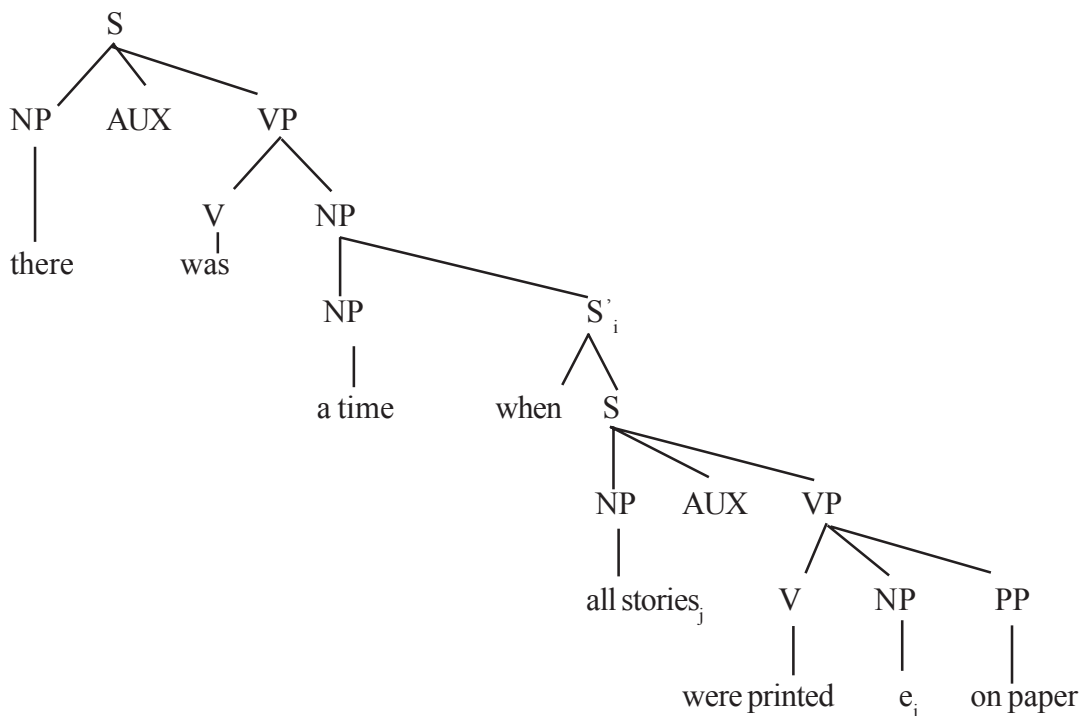 S
NP AUX VP
V NP
there was
NP S’i
a time when S
NP AUX VP
all storiesj V NP PP
were printed ej on paper